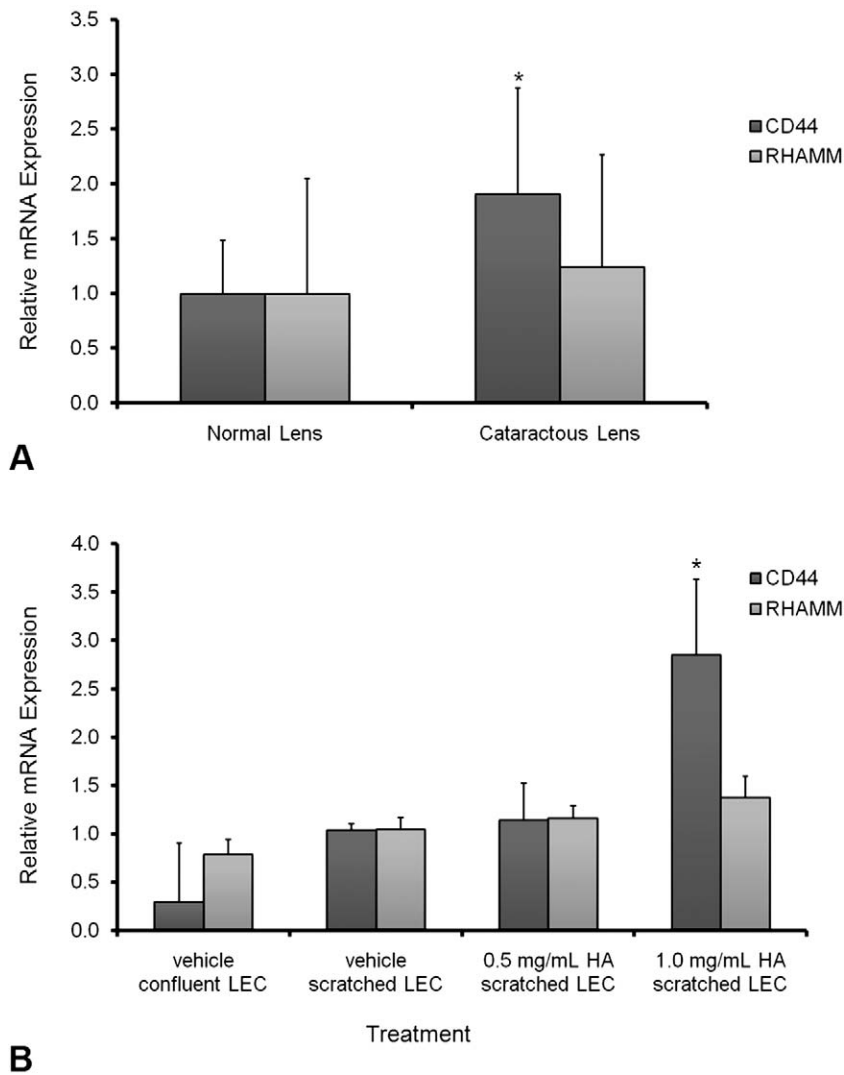 3.5
3.0
2.5
2.0
1.5
1.0
0.5
0.0
Relative mRNA Expression
*
CD44
RHAMM
Normal Lens
Cataractous Lens
A
4.0
3.5
3.0
2.5
2.0
1.5
1.0
0.5
0.0
Relative mRNA Expression
*
CD44
RHAMM
vehicle
confluent LEC
vehicle
scratched LEC
0.5 mg/mL HA
scratched LEC
1.0 mg/mL HA
scratched LEC
Treatment
B